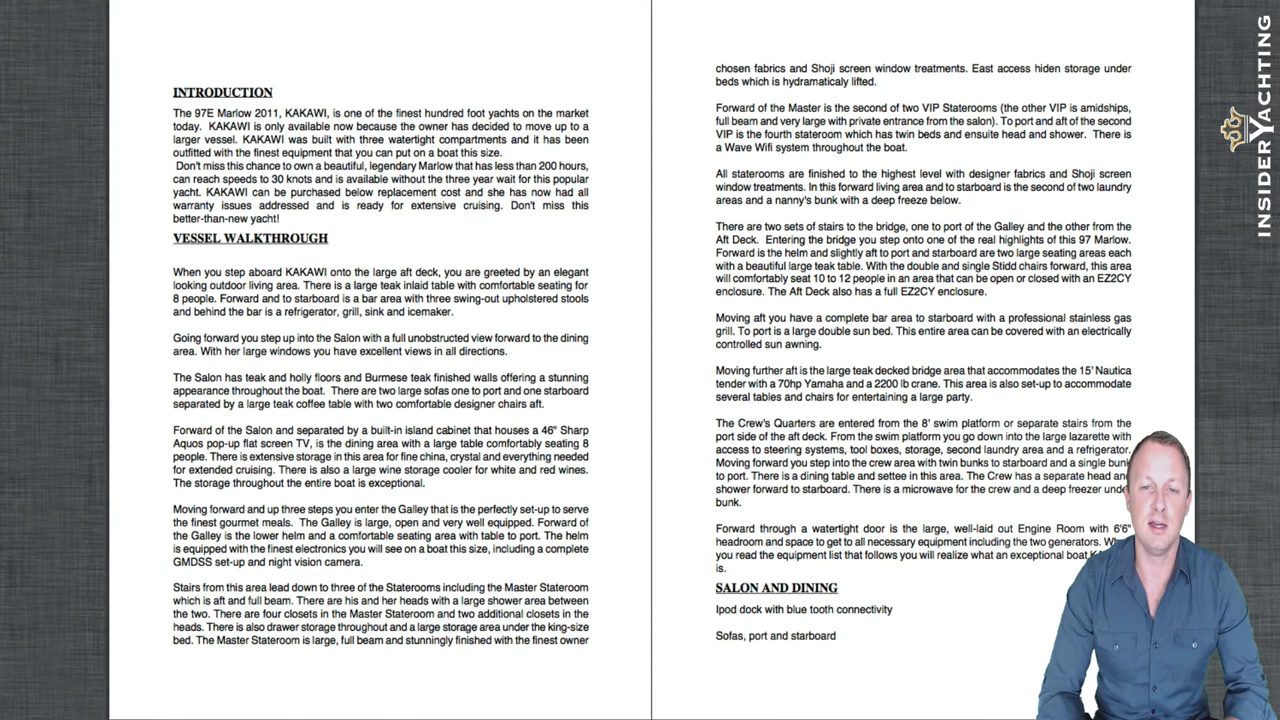 INTRODUCTION
The 97E Marlow 2011, KAKAWI, is one of the finest hundred foot yachts on the market
today. KAKAWI is only available now because the owner has decided to move up to a
larger vessel. KAKAWI was built with three watertight compartments and it has been
outfitted with the finest equipment that you can put on a boat this size.
Don't miss this chance to own a beautiful, legendary Marlow that has less than 200 hours,
can reach speeds to 30 knots and is available without the three year wait for this popular
yacht. KAKAWI can be purchased below replacement cost and she has now had all
warranty issues addressed and is ready for extensive cruising. Don't miss this
better-than-new yacht!
VESSEL WALKTHROUGH
When you step aboard KAKAWI onto the large aft deck, you are greeted by an elegant
looking outdoor living area. There is a large teak inlaid table with comfortable seating for
8 people. Forward and to starboard is a bar area with three swing-out upholstered stools
and behind the bar is a refrigerator, grill, sink and icemaker.
Going forward you step up into the Salon with a full unobstructed view forward to the dining
area. With her large windows you have excellent views in all directions.
The Salon has teak and holly floors and Burmese teak finished walls offering a stunning
appearance throughout the boat. There are two large sofas one to port and one starboard
separated by a large teak coffee table with two comfortable designer chairs aft.
Forward of the Salon and separated by a built-in island cabinet that houses a 46" Sharp
Aquos pop-up flat screen TV, is the dining area with a large table comfortably seating 8
people. There is extensive storage in this area for fine china, crystal and everything needed
for extended cruising. There is also a large wine storage cooler for white and red wines.
The storage throughout the entire boat is exceptional.
Moving forward and up three steps you enter the Galley that is the perfectly set-up to serve
the finest gourmet meals. The Galley is large, open and very well equipped. Forward of
the Galley is the lower helm and a comfortable seating area with table to port. The helm
is equipped with the finest electronics you will see on a boat this size, including a complete
GMDSS set-up and night vision camera.
Stairs from this area lead down to three of the Staterooms including the Master Stateroom
which is aft and full beam. There are his and her heads with a large shower area between
the two. There are four closets in the Master Stateroom and two additional closets in the
heads. There is also drawer storage throughout and a large storage area under the king-size
bed. The Master Stateroom is large, full beam and stunningly finished with the finest owner
chosen fabrics and Shoji screen window treatments. East access hiden storage under
beds which is hydramaticaly lifted.
Forward of the Master is the second of two VIP Staterooms (the other VIP is amidships,
full beam and very large with private entrance from the salon). To port and aft of the second
VIP is the fourth stateroom which has twin beds and ensuite head and shower. There is
a Wave Wifi system throughout the boat.
All staterooms are finished to the highest level with designer fabrics and Shoji screen
window treatments. In this forward living area and to starboard is the second of two laundry
areas and a nanny's bunk with a deep freeze below.
There are two sets of stairs to the bridge, one to port of the Galley and the other from the
Aft Deck. Entering the bridge you step onto one of the real highlights of this 97 Marlow.
Forward is the helm and slightly aft to port and starboard are two large seating areas each
with a beautiful large teak table. With the double and single Stidd chairs forward, this area
will comfortably seat 10 to 12 people in an area that can be open or closed with an EZ2CY
enclosure. The Aft Deck also has a full EZ2CY enclosure.
Moving aft you have a complete bar area to starboard with a professional stainless gas
grill. To port is a large double sun bed. This entire area can be covered with an electrically
controlled sun awning.
Moving further aft is the large teak decked bridge area that accommodates the 15' Nautica
tender with a 70hp Yamaha and a 2200 lb crane. This area is also set-up to accommodate
several tables and chairs for entertaining a large party.
The Crew's Quarters are entered from the 8' swim platform or separate stairs from the
port side of the aft deck. From the swim platform you go down into the large lazarette with
access to steering systems, tool boxes, storage, second laundry area and a refrigerator.
Moving forward you step into the crew area with twin bunks to starboard and a single bunk
to port. There is a dining table and settee in this area. The Crew has a separate head and
shower forward to starboard. There is a microwave for the crew and a deep freezer under
bunk.
Forward through a watertight door is the large, well-laid out Engine Room with 6'6"
headroom and space to get to all necessary equipment including the two generators.
you read the equipment list that follows you will realize what an exceptional boat
is.
SALON AND DINING
Ipod dock with blue tooth connectivity
Sofas, port and starboard
INSIDER YACHTING